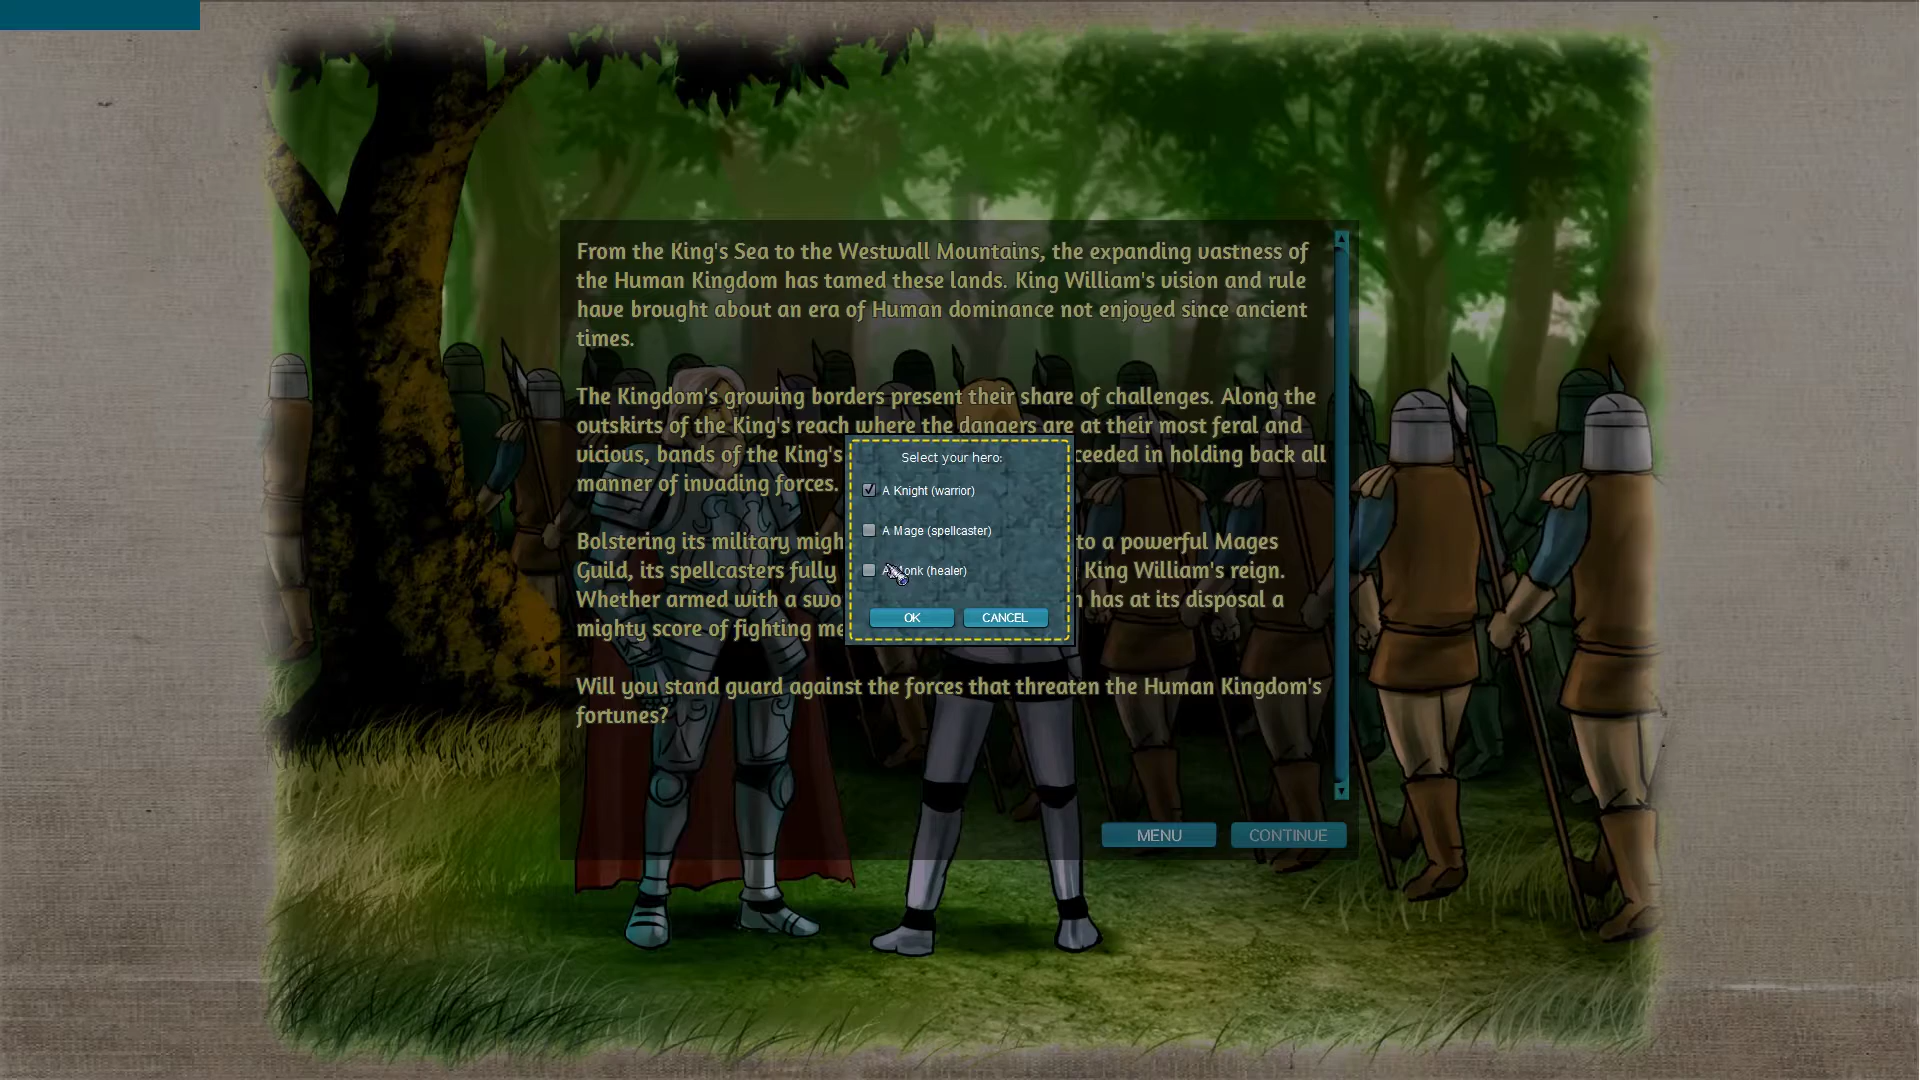 From the King's Sea to the Westwall Mountains, the expanding vastness of
the Human Kingdom has tamed these lands. King William's vision and rule
have brought about an era of Human dominance not enjoyed since ancient
times.
The Kingdom's growing borders present their share of challenges. Along the
outskirts of the King's reach where the dangers are at their most feral and
vicious, bands of the King's
manner of invading forces.
holding back all
Bolstering its military
to a powerful Mages
Guild, its spellcasters fully
King William's reign.
Whether armed with a
has at its disposal a
mighty score of fighting
Will you stand guard against the forces that threaten the Human Kingdom's
fortunes?
Select your hero:
A Knight (warrior)
A Mage (spellcaster)
(healer)
OK CANCEL
MENU CONTINUE